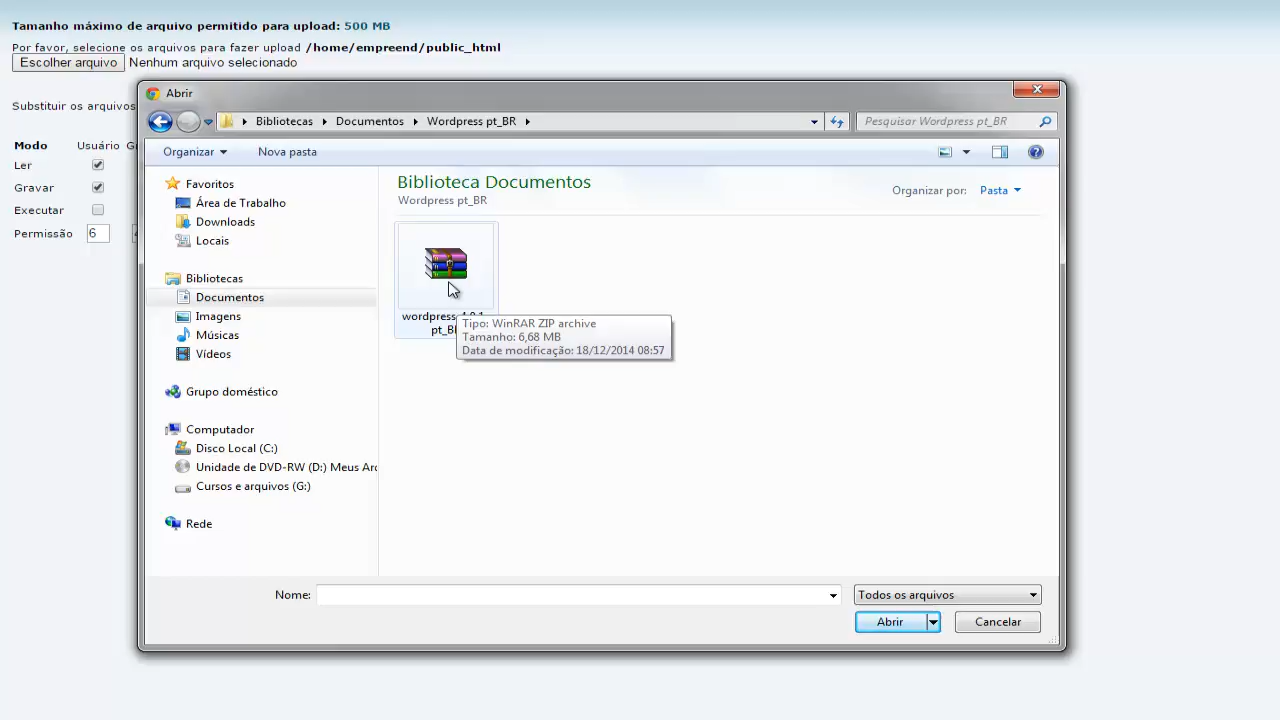 Tamanho máximo de arquivo permitido para upload: 500 MB
Por favor, selecione os arquivos para fazer upload /home/empreend/public_html
Escolher arquivo Nenhum arquivo selecionado
Substituir os arquivos
Modo Usuário
Ler
Gravar
Executar
Permissão 6
Abrir
Bibliotecas Documentos Wordpress pt_BR
Pesquisar Wordpress pt_BR
Organizar Nova pasta
Favoritos
Área de Trabalho
Downloads
Locais
Bibliotecas
Documentos
Imagens
Músicas
Vídeos
Grupo doméstico
Computador
Disco Local (C:)
Unidade de DVD-RW (D:) Meus Arc
Cursos e arquivos (G:)
Rede
Biblioteca Documentos
Wordpress pt_BR
Organizar por: Pasta
Tipo: WinRAR ZIP archive
Tamanho: 6,68 MB
Data de modificação: 18/12/2014 08:57
Nome:
Todos os arquivos
Abrir Cancelar